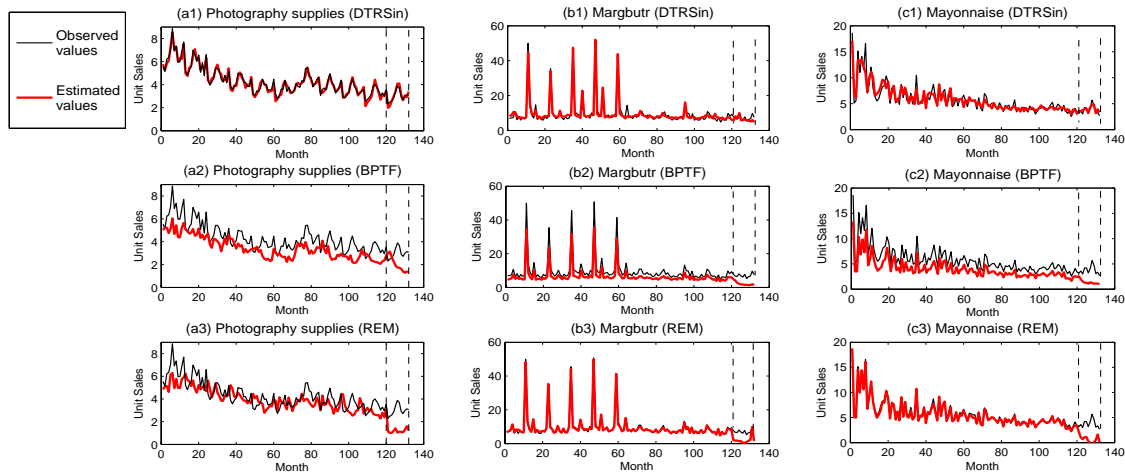 Observed
values
Estimated
values
(a1) Photography supplies (DTRSin)
Unit Sales
8
6
4
2
0
0 20 40 60 80 100 120 140
Month
(b1) Margbutr (DTRSin)
Unit Sales
60
40
20
0
0 20 40 60 80 100 120 140
Month
(c1) Mayonnaise (DTRSin)
Unit Sales
20
15
10
5
0
0 20 40 60 80 100 120 140
Month
(a2) Photography supplies (BPTF)
Unit Sales
8
6
4
2
0
0 20 40 60 80 100 120 140
Month
(b2) Margbutr (BPTF)
Unit Sales
60
40
20
0
0 20 40 60 80 100 120 140
Month
(c2) Mayonnaise (BPTF)
Unit Sales
20
15
10
5
0
0 20 40 60 80 100 120 140
Month
(a3) Photography supplies (REM)
Unit Sales
8
6
4
2
0
0 20 40 60 80 100 120 140
Month
(b3) Margbutr (REM)
Unit Sales
60
40
20
0
0 20 40 60 80 100 120 140
Month
(c3) Mayonnaise (REM)
Unit Sales
20
15
10
5
0
0 20 40 60 80 100 120 140
Month